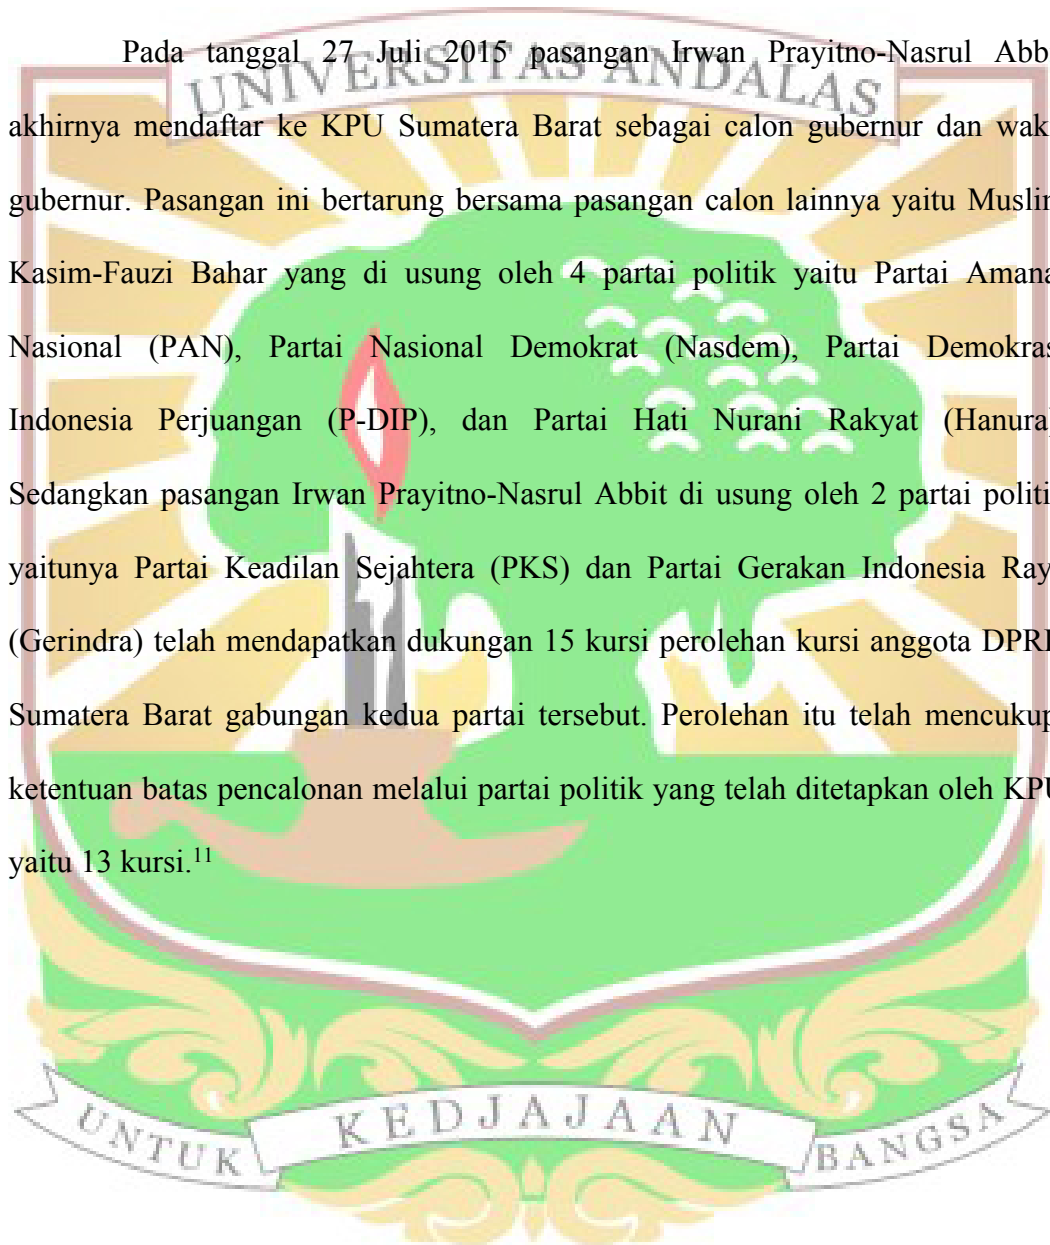 UNIVERSITAS ANDALAS
Pada tanggal 27 Juli 2015 pasangan Irwan Prayitno-Nasrul Abb
akhirnya mendaftar ke KPU Sumatera Barat sebagai calon gubernur dan wak
gubernur. Pasangan ini bertarung bersama pasangan calon lainnya yaitu Musli
Kasim-Fauzi Bahar yang di usung oleh 4 partai politik yaitu Partai Amana
Nasional (PAN), Partai Nasional Demokrat (Nasdem), Partai Demokras
Indonesia Perjuangan (P-DIP), dan Partai Hati Nurani Rakyat (Hanura)
Sedangkan pasangan Irwan Prayitno-Nasrul Abbit di usung oleh 2 partai politi
yaitunya Partai Keadilan Sejahtera (PKS) dan Partai Gerakan Indonesia Ray
(Gerindra) telah mendapatkan dukungan 15 kursi perolehan kursi anggota DPR
Sumatera Barat gabungan kedua partai tersebut. Perolehan itu telah mencukup
ketentuan batas pencalonan melalui partai politik yang telah ditetapkan oleh KPU
yaitu 13 kursi.11
UNTUK KEDJAJAAN BANGSA